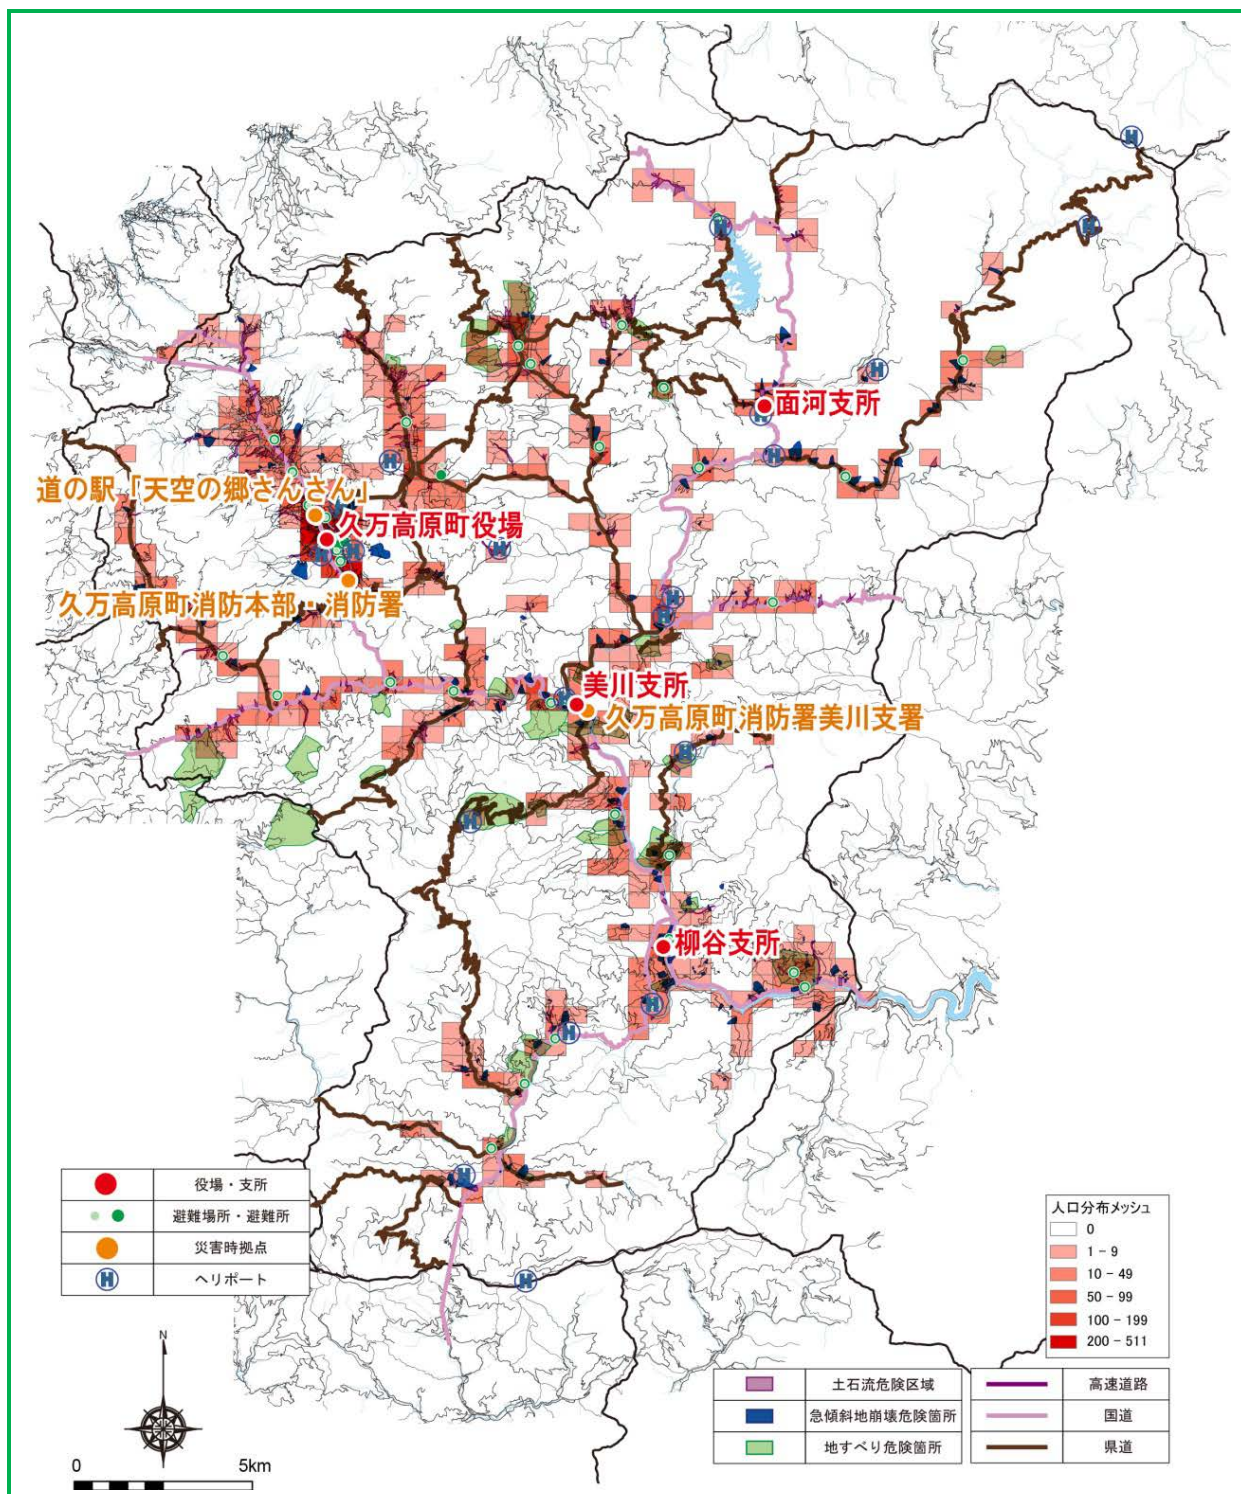 面河支所
道の駅「天空の郷さんさん」
久万高原町役場
久万高原町消防本部・消防署
美川支所
久万高原町消防署美川支署
柳谷支所
役場・支所
避難場所・避難所
災害時拠点
H ヘリポート
人口分布メッシュ
0
1 - 9
10 - 49
50 - 99
100 - 199
200 - 511
土石流危険区域
急傾斜地崩壊危険箇所
地すべり危険箇所
高速道路
国道
県道
N
0 5km